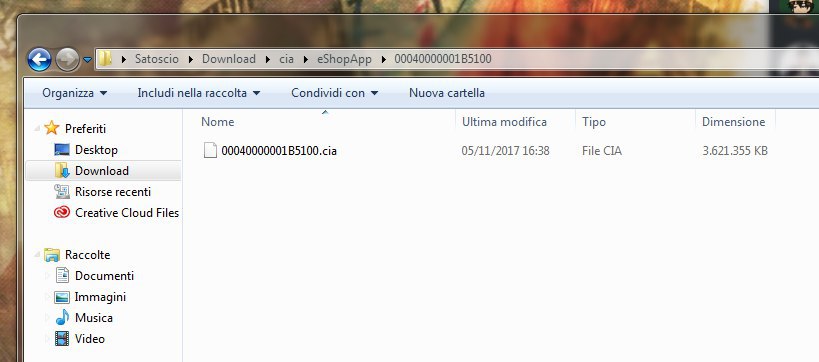 Satoscio Download cia eShopApp 00040000001B5100
Organizza Includi nella raccolta Condividi con Nuova cartella
Preferiti
Desktop
Download
Risorse recenti
Creative Cloud Files
Raccolte
Documenti
Immagini
Musica
Video
Nome Ultima modifica Tipo Dimensione
00040000001B5100.cia 05/11/2017 16:38 File CIA 3.621.355 KB